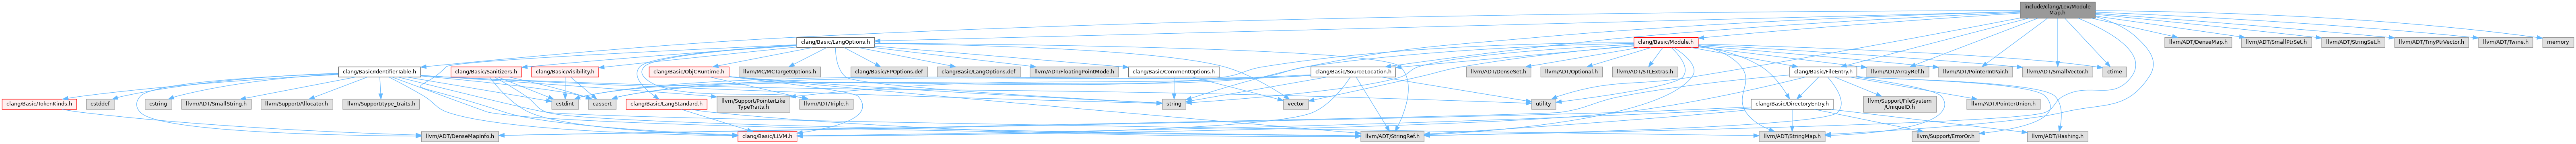 include/clang/Lex/Module
Map.h
clang/Basic/LangOptions.h
clang/Basic/Module.h
llvm/ADT/DenseMap.h
llvm/ADT/SmallPtrSet.h
llvm/ADT/StringSet.h
llvm/ADT/TinyPtrVector.h
llvm/ADT/Twine.h
memory
clang/Basic/IdentifierTable.h
clang/Basic/Sanitizers.h
clang/Basic/Visibility.h
clang/Basic/ObjCRuntime.h
llvm/MC/MCTargetOptions.h
clang/Basic/FPOptions.def
clang/Basic/LangOptions.def
llvm/ADT/FloatingPointMode.h
clang/Basic/CommentOptions.h
clang/Basic/SourceLocation.h
llvm/ADT/DenseSet.h
llvm/ADT/Optional.h
llvm/ADT/STLExtras.h
clang/Basic/FileEntry.h
llvm/ADT/ArrayRef.h
llvm/ADT/PointerIntPair.h
llvm/ADT/SmallVector.h
ctime
clang/Basic/TokenKinds.h
cstddef
cstring
llvm/ADT/SmallString.h
llvm/Support/Allocator.h
llvm/Support/type_traits.h
cstdint
cassert
clang/Basic/LangStandard.h
llvm/Support/PointerLike
TypeTraits.h
llvm/ADT/Triple.h
string
vector
utility
clang/Basic/DirectoryEntry.h
llvm/Support/FileSystem
/UniqueID.h
llvm/ADT/PointerUnion.h
llvm/ADT/DenseMapInfo.h
clang/Basic/LLVM.h
llvm/ADT/StringRef.h
llvm/ADT/StringMap.h
llvm/Support/ErrorOr.h
llvm/ADT/Hashing.h